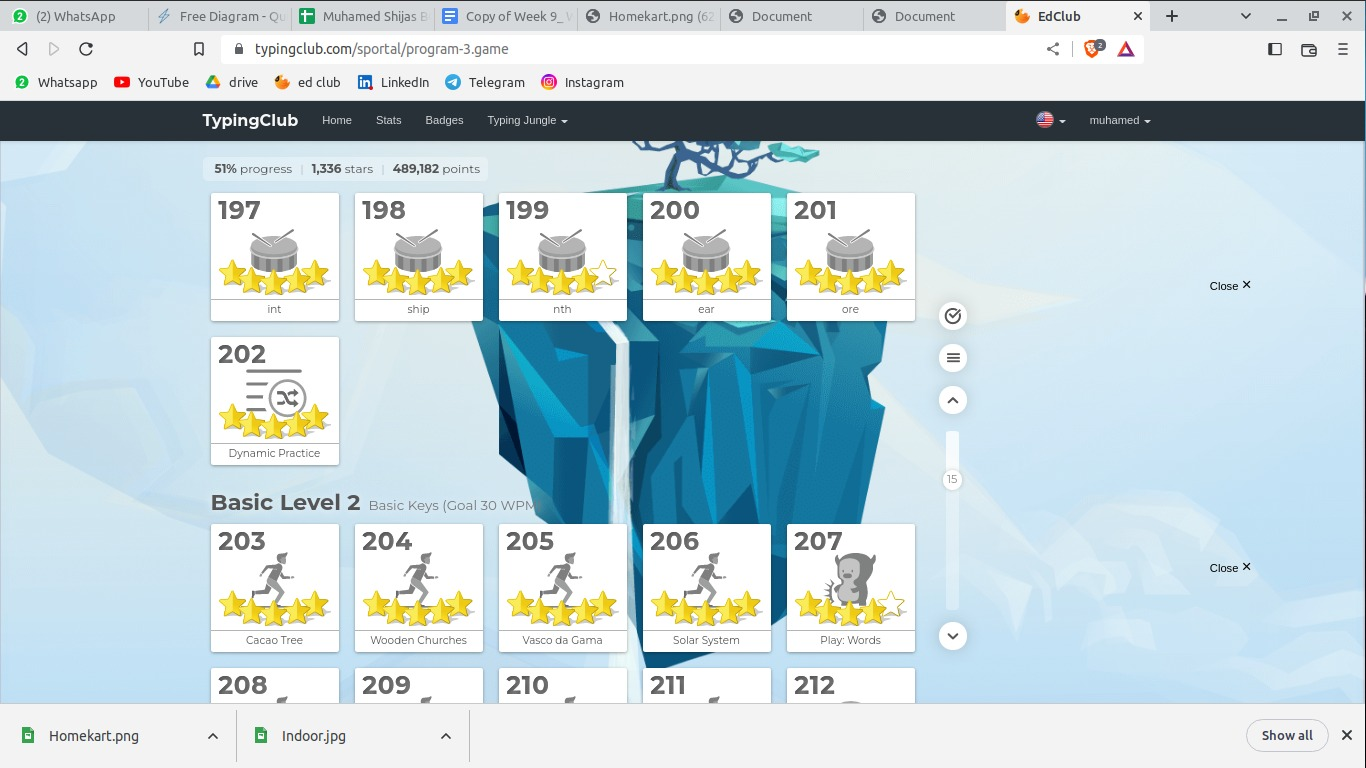 (2) WhatsApp
Free Diagram - Qu
Muhamed Shijas B
Copy of Week 9_ W
Homekart.png (62
Document
Document
EdClub
typingclub.com/sportal/program-3.game
2
Whatsapp YouTube drive ed club LinkedIn Telegram Instagram
TypingClub Home Stats Badges Typing Jungle muhamed
51% progress | 1,336 stars | 489,182 points
197 198 199 200 201
int ship nth ear ore
Close ×
202
Dynamic Practice
15
Basic Level 2 Basic Keys (Goal 30 WPM
203 204 205 206 207
Close ×
Cacao Tree Wooden Churches Vasco da Gama Solar System Play: Words
208 209 210 211 212
Homekart.png Indoor.jpg Show all